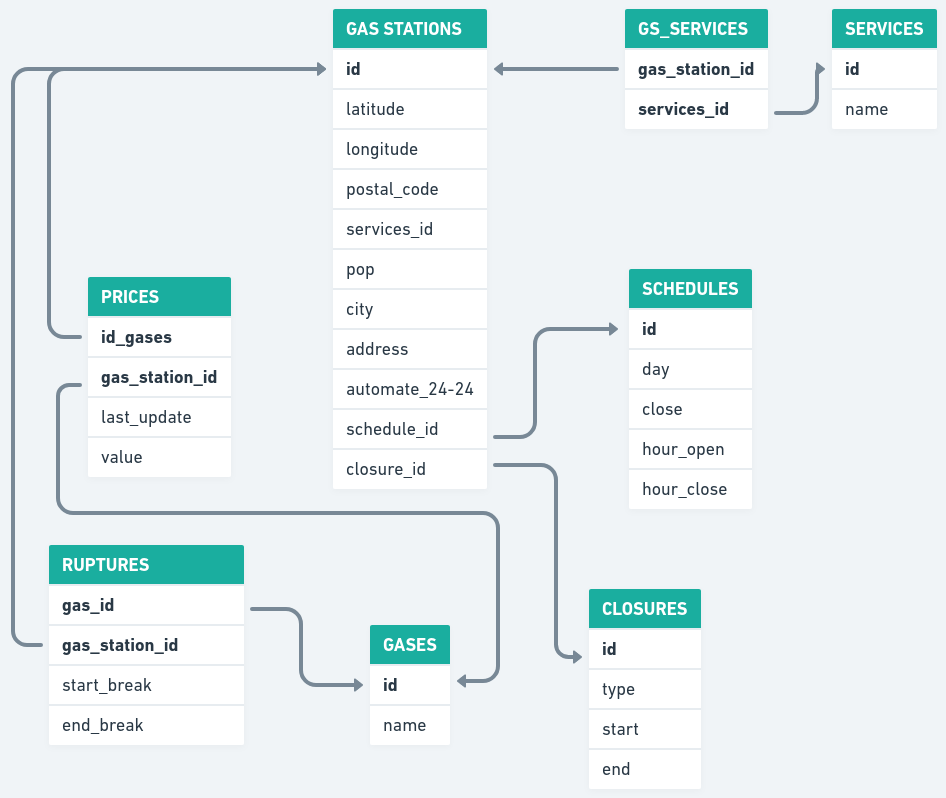 GAS STATIONS
id
latitude
longitude
postal_code
services_id
pop
city
address
automate_24-24
schedule_id
closure_id
GS_SERVICES
gas_station_id
services_id
SERVICES
id
name
PRICES
id_gases
gas_station_id
last_update
value
SCHEDULES
id
day
close
hour_open
hour_close
RUPTURES
gas_id
gas_station_id
start_break
end_break
GASES
id
name
CLOSURES
id
type
start
end